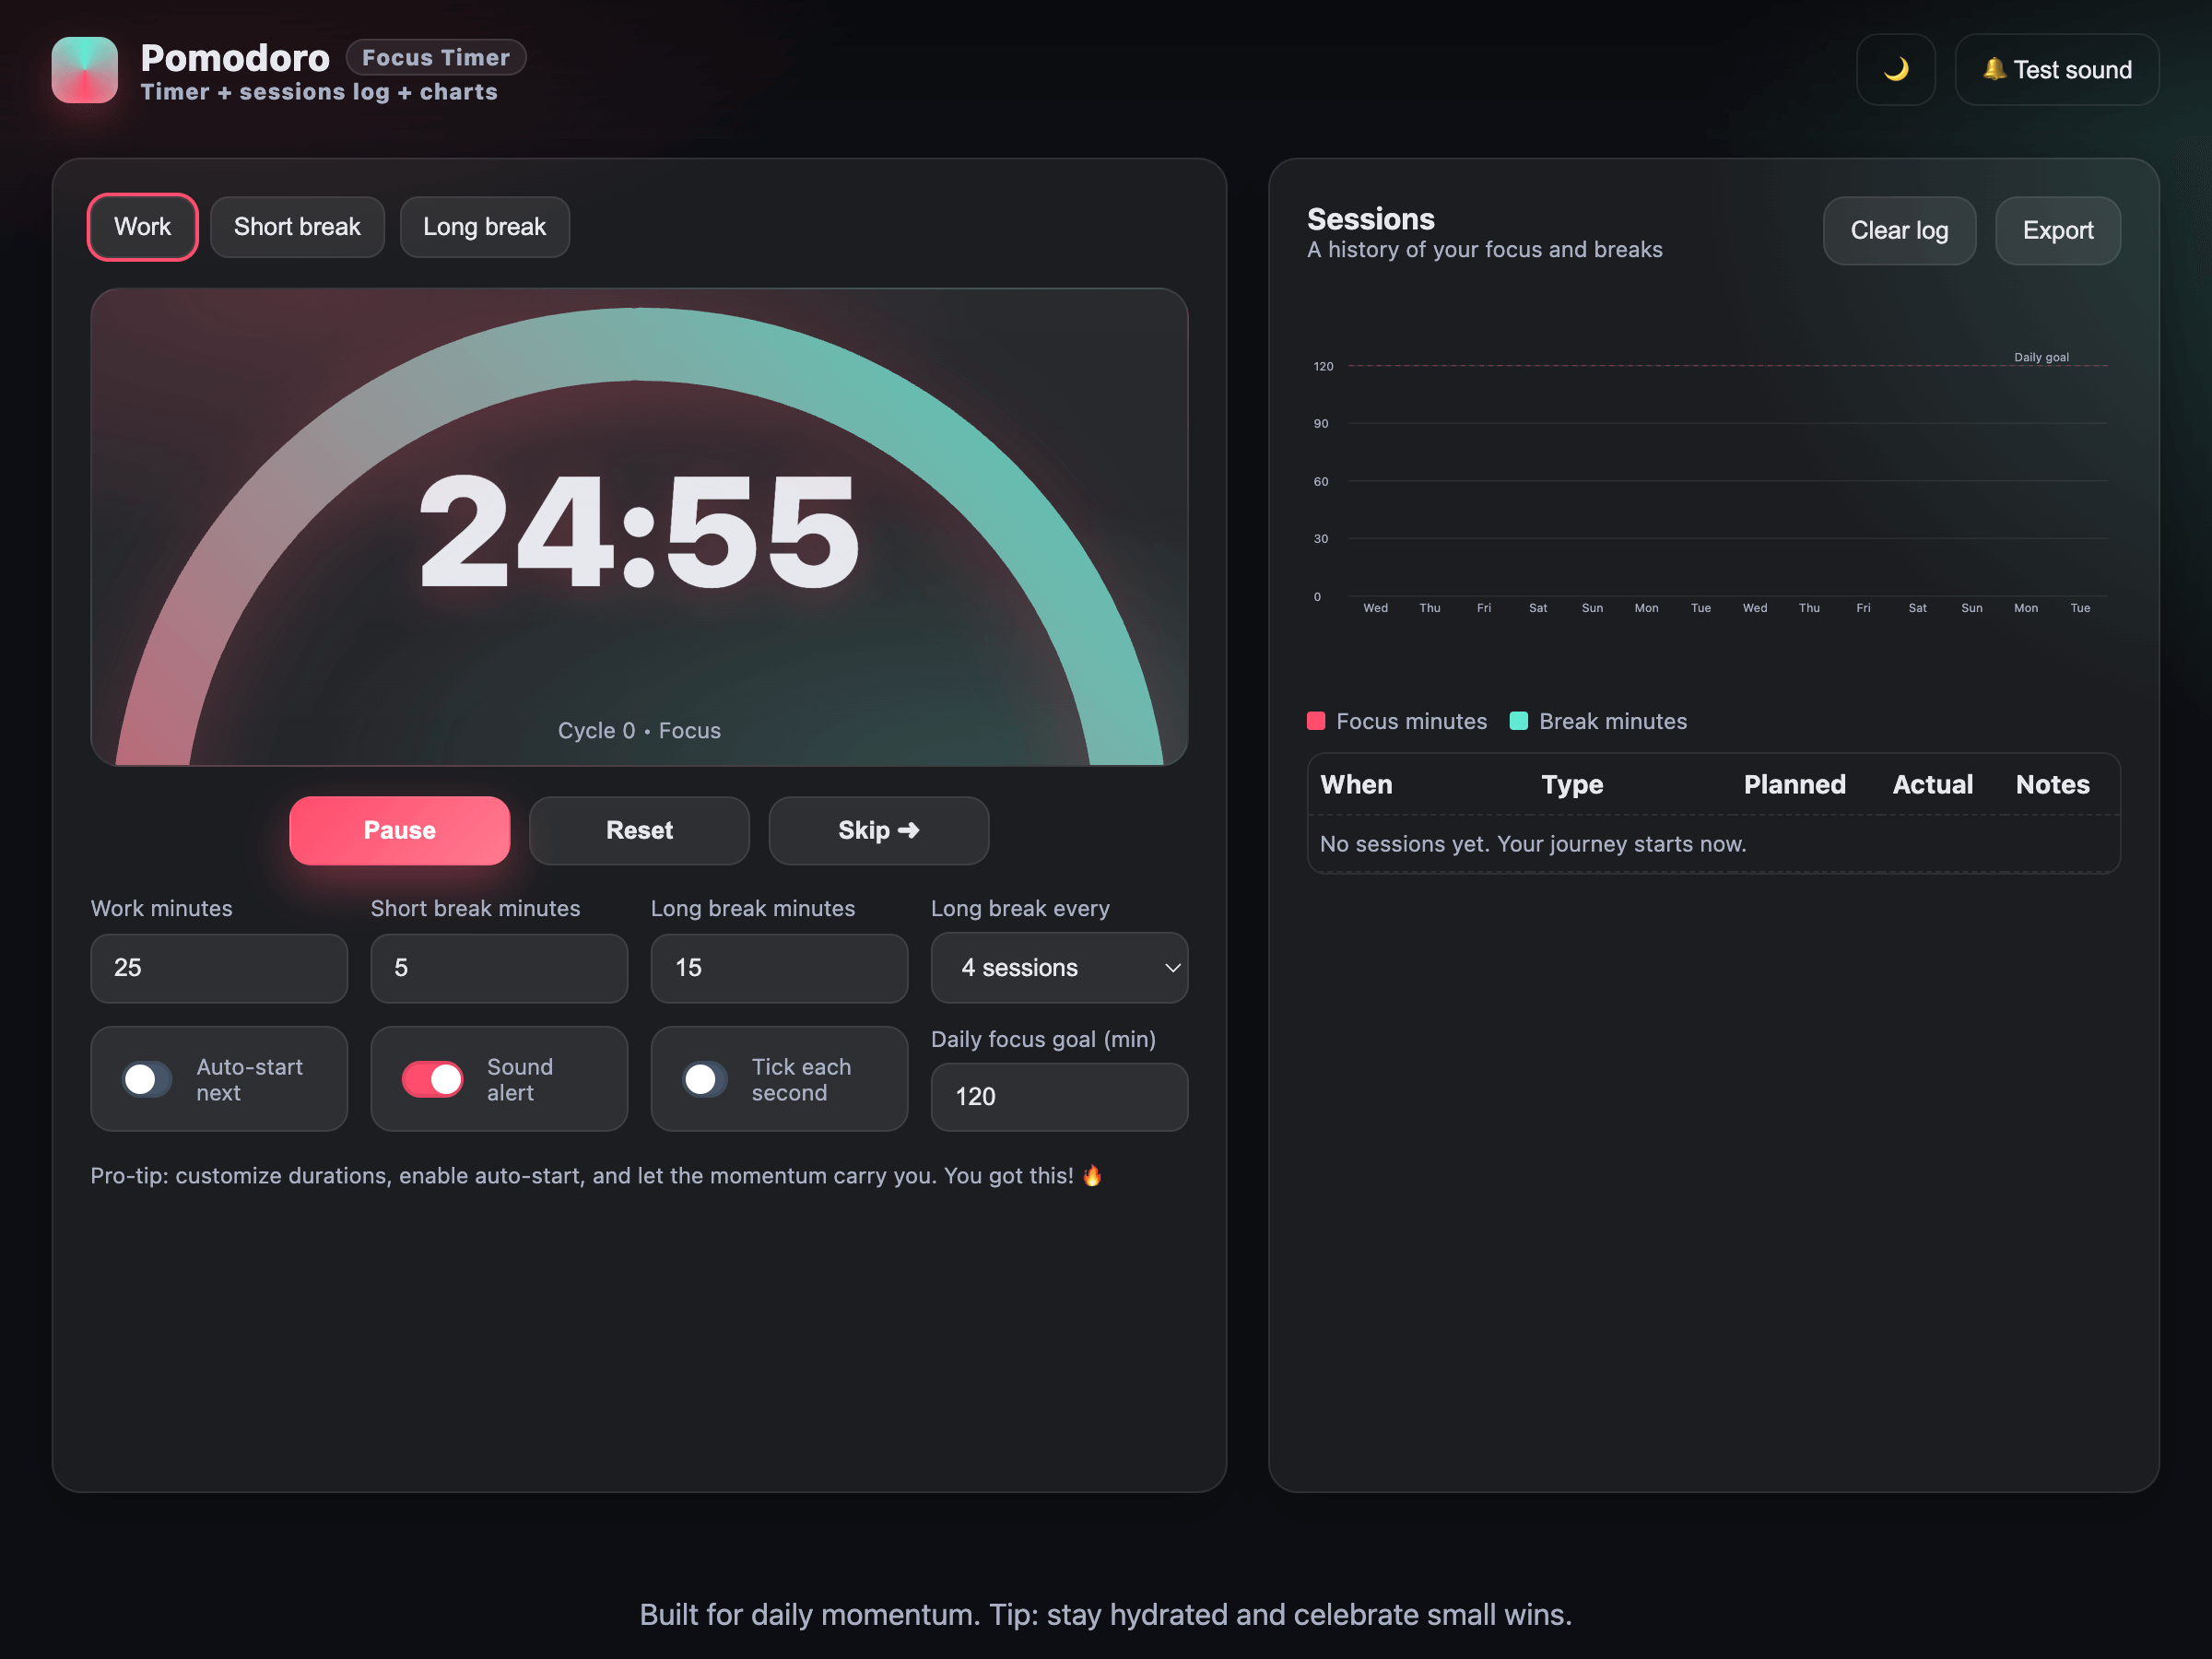 Pomodoro Focus Timer
Timer + sessions log + charts
🌙 🔔 Test sound
Work Short break Long break
24:55
Cycle 0 • Focus
Pause Reset Skip ➜
Work minutes Short break minutes Long break minutes Long break every
25 5 15 4 sessions
Auto-start
next
Sound
alert
Tick each
second
Daily focus goal (min)
120
Pro-tip: customize durations, enable auto-start, and let the momentum carry you. You got this! 🔥
Sessions
A history of your focus and breaks
Clear log Export
Daily goal
120
90
60
30
0
Wed Thu Fri Sat Sun Mon Tue Wed Thu Fri Sat Sun Mon Tue
Focus minutes Break minutes
When Type Planned Actual Notes
No sessions yet. Your journey starts now.
Built for daily momentum. Tip: stay hydrated and celebrate small wins.